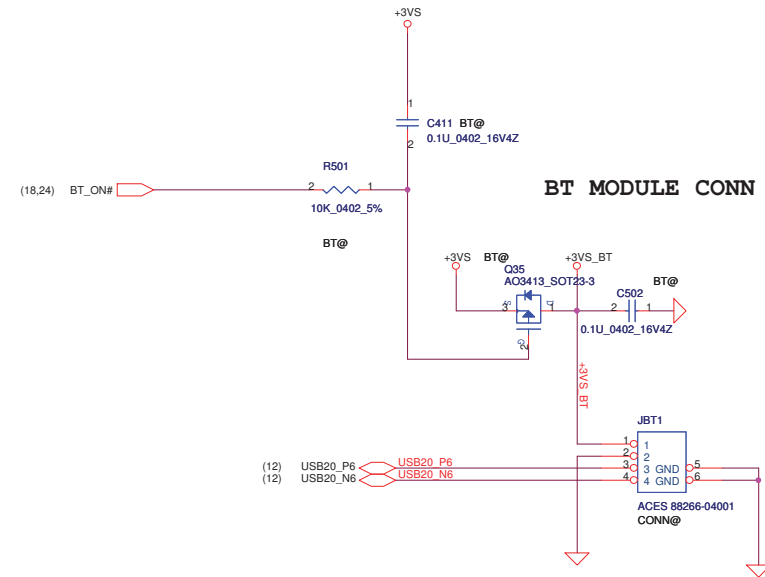 +3VS
1
C411 BT@
0.1U_0402_16V4Z
2
R501
(18,24) BT_ON# 2 1
10K_0402_5%
BT MODULE CONN
BT@
+3VS BT@ +3VS_BT
Q35
AO3413_SOT23-3
BT@
C502
S 3 D 1 2 1
0.1U_0402_16V4Z
G 2
+3VS_BT
JBT1
1 1
2 2
(12) USB20_P6 USB20_P6 3 3 GND 5
(12) USB20_N6 USB20_N6 4 4 GND 6
ACES 88266-04001
CONN@